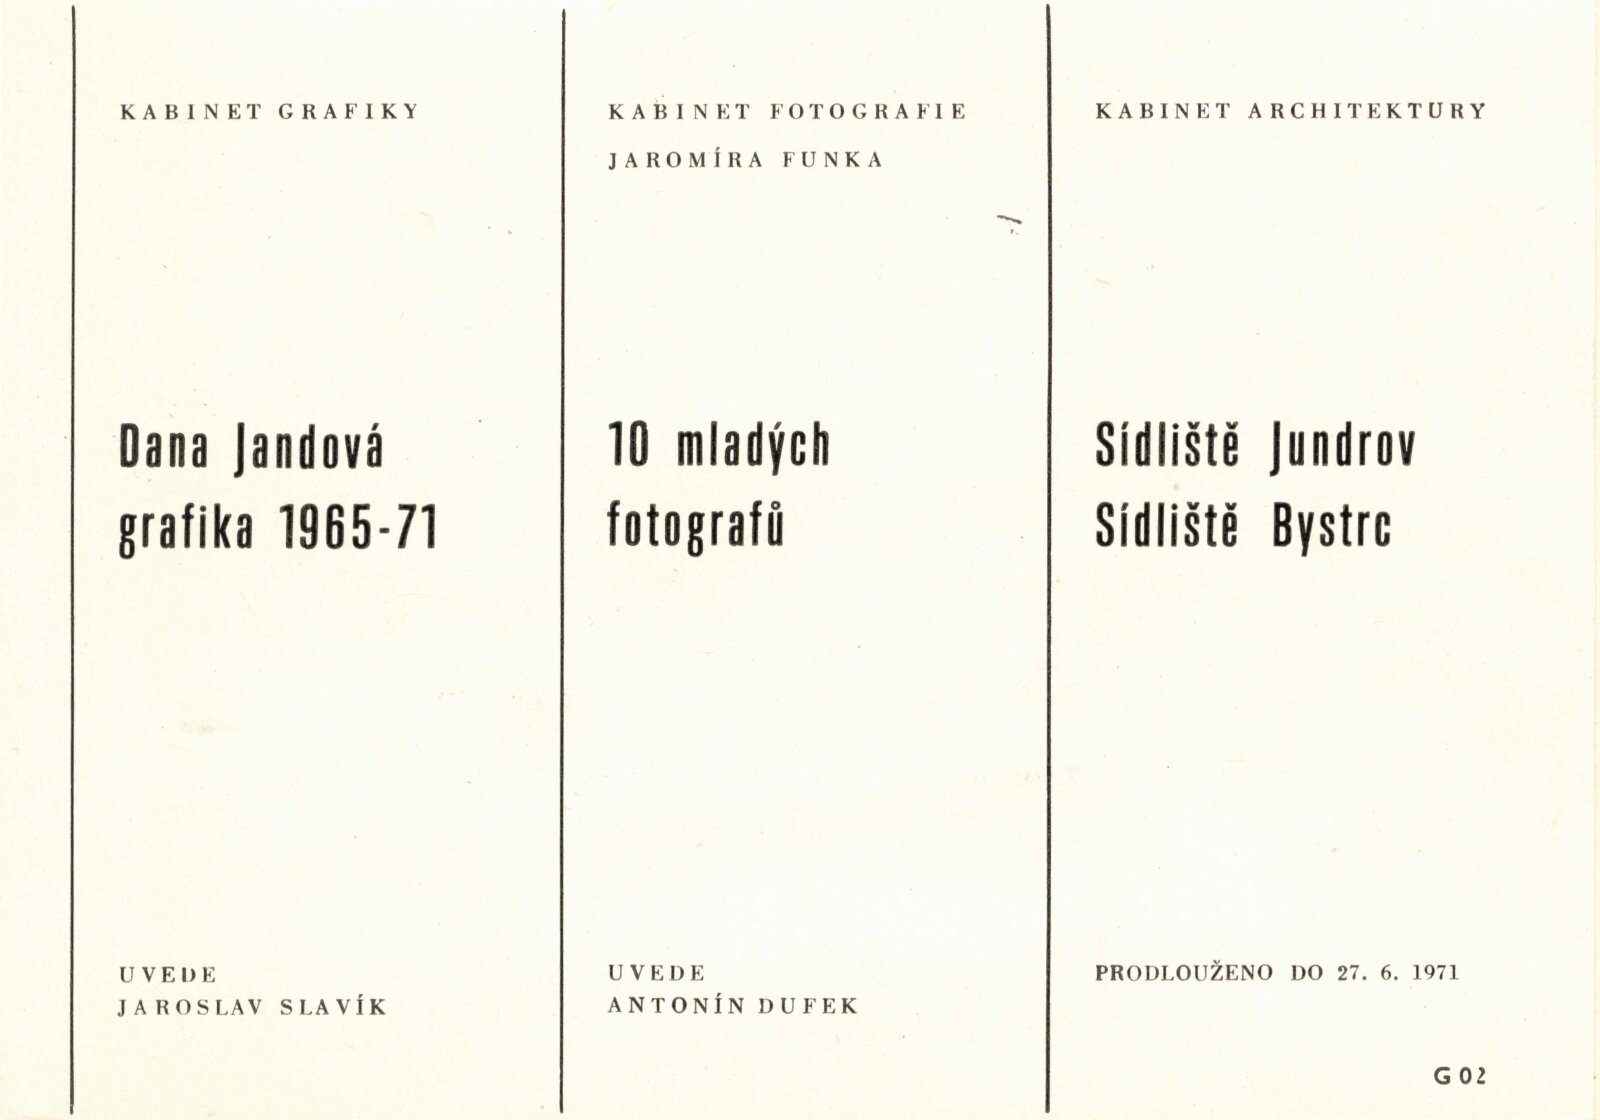 KABINET GRAFIKY
Dana Jandová
grafika 1965-71
UVEDE
JAROSLAV SLAVÍK
KABINET FOTOGRAFIE
JAROMÍRA FUNKA
10 mladých
fotografů
UVEDE
ANTONÍN DUFEK
KABINET ARCHITEKTURY
Sídliště Jundrov
Sídliště Bystrc
PRODLOUŽENO DO 27. 6. 1971
G 02